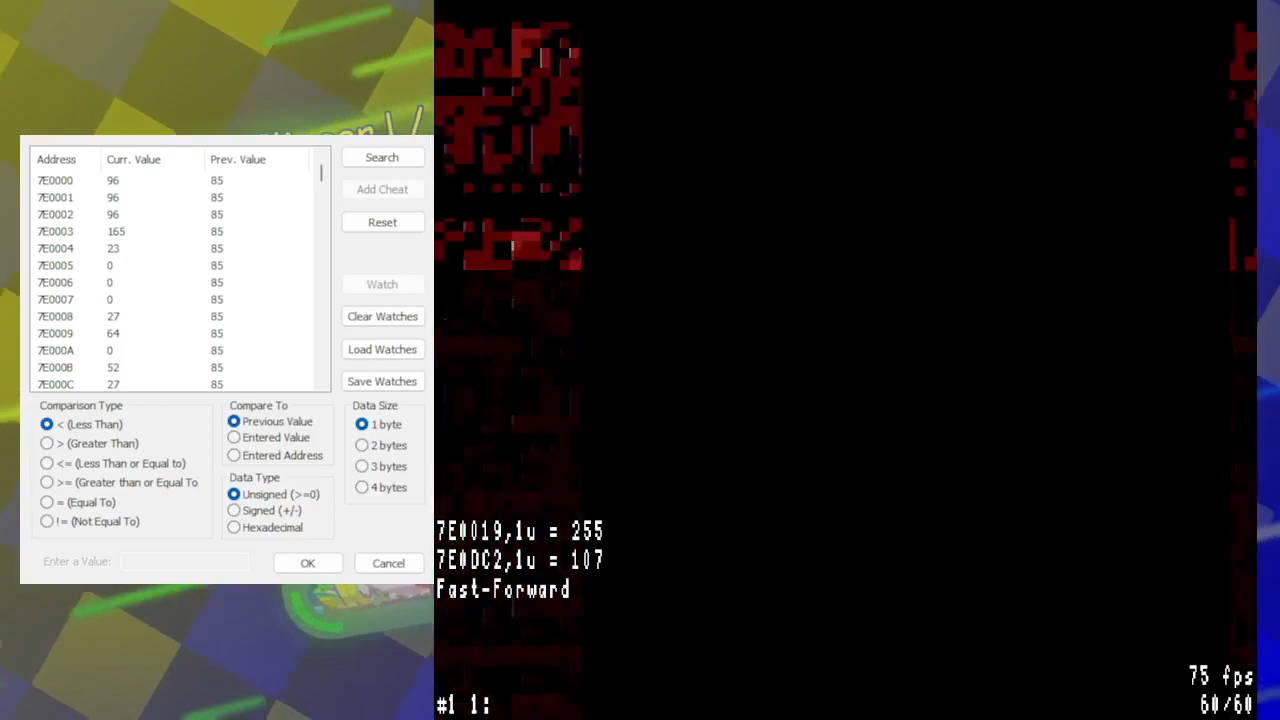 Address Curr. Value Prev. Value
7E0000 96 85
7E0001 96 85
7E0002 96 85
7E0003 165 85
7E0004 23 85
7E0005 0 85
7E0006 0 85
7E0007 0 85
7E0008 27 85
7E0009 64 85
7E000A 0 85
7E000B 52 85
7E000C 27 85
Search
Add Cheat
Reset
Watch
Clear Watches
Load Watches
Save Watches
Comparison Type
< (Less Than)
> (Greater Than)
<= (Less Than or Equal to)
>= (Greater than or Equal To
= (Equal To)
!= (Not Equal To)
Compare To
Previous Value
Entered Value
Entered Address
Data Type
Unsigned (>=0)
Signed (+/-)
Hexadecimal
Data Size
1 byte
2 bytes
3 bytes
4 bytes
Enter a Value:
OK
Cancel
7E0019,1u = 255
7E0DC2,1u = 107
Fast-Forward
#1 1:
75 fps
60/60